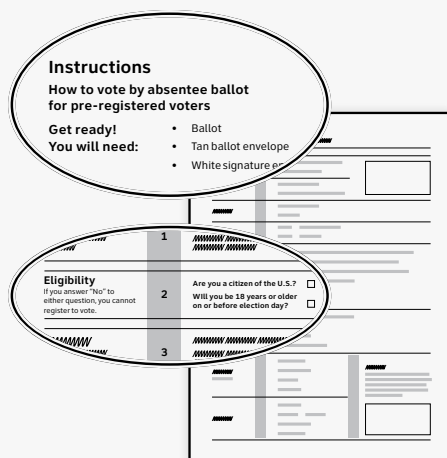 Instructions
How to vote by absentee ballot
for pre-registered voters
Get ready!
You will need:
• Ballot
• Tan ballot envelope
• White signature
1
Eligibility
If you answer "No" to
either question, you cannot
register to vote.
2
Are you a citizen of the U.S.?
Will you be 18 years or older
on or before election day?
3